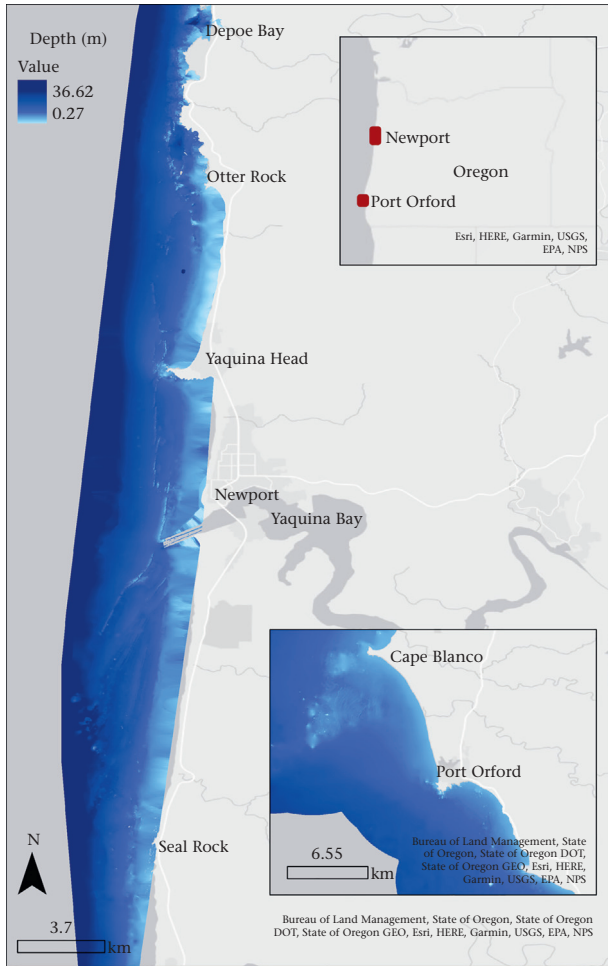 Depth (m)
Value
36.62
0.27
Depoe Bay
Otter Rock
Yaquina Head
Newport
Yaquina Bay
Seal Rock
N
3.7
km
Newport
Oregon
Port Orford
Esri, HERE, Garmin, USGS,
EPA, NPS
Cape Blanco
Port Orford
6.55
km
Bureau of Land Management, State
of Oregon, State of Oregon DOT,
State of Oregon GEO, Esri, HERE,
Garmin, USGS, EPA, NPS
Bureau of Land Management, State of Oregon, State of Oregon
DOT, State of Oregon GEO, Esri, HERE, Garmin, USGS, EPA, NPS